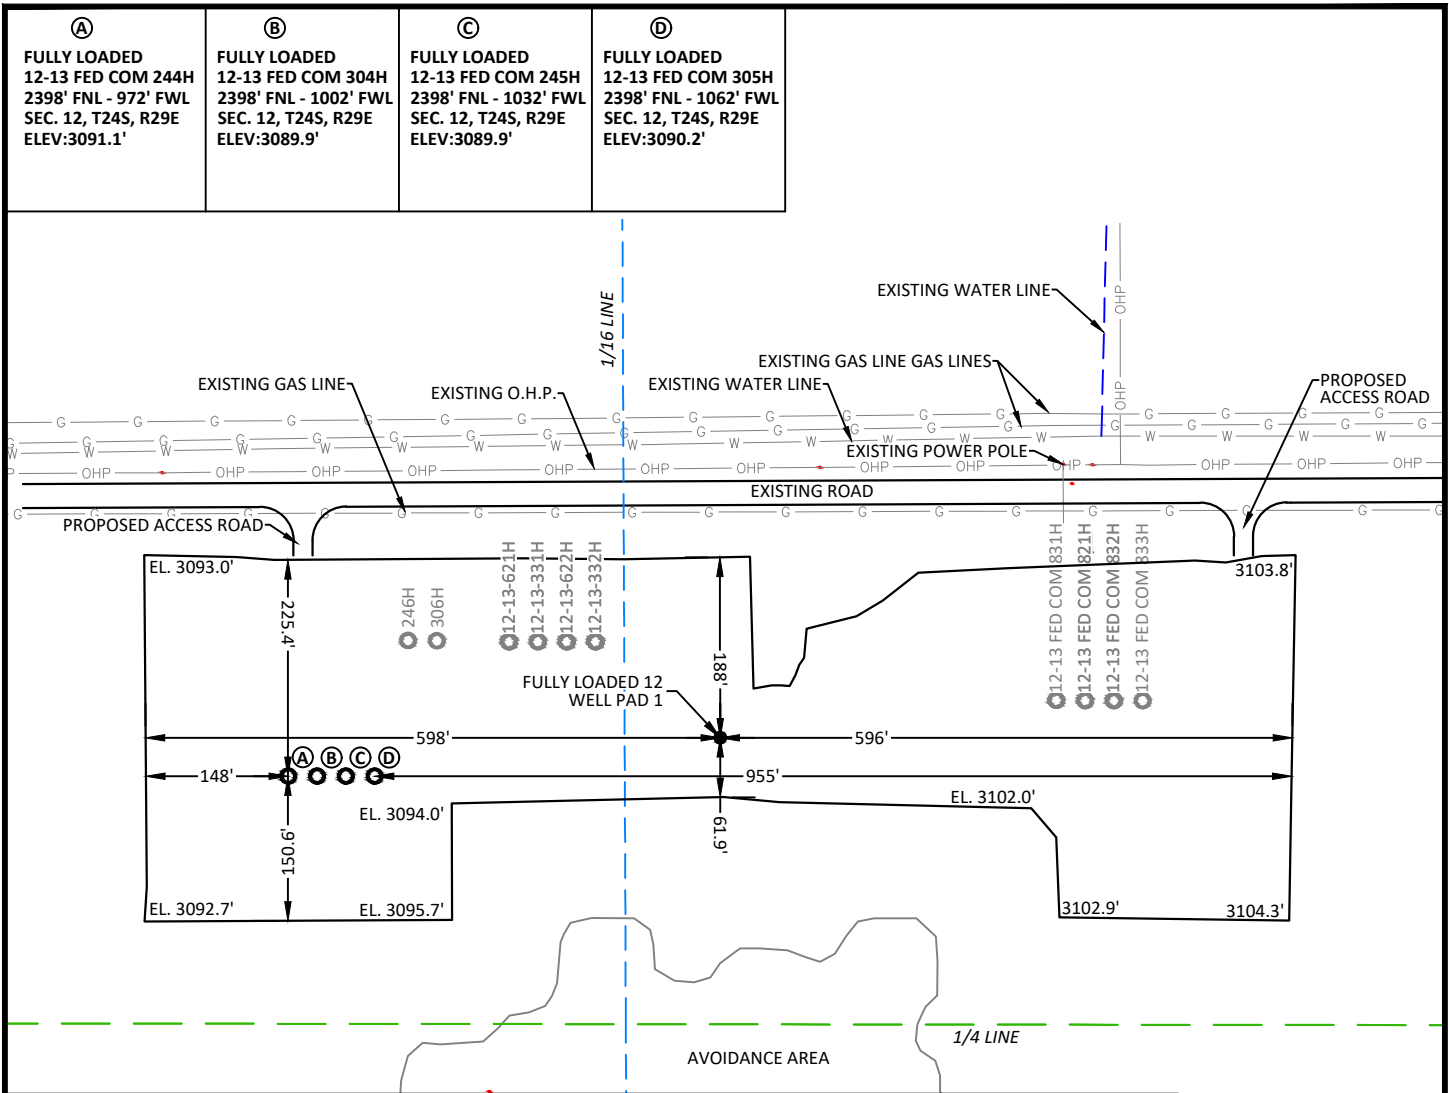 A
FULLY LOADED
12-13 FED COM 244H
2398' FNL - 972' FWL
SEC. 12, T24S, R29E
ELEV:3091.1'
B
FULLY LOADED
12-13 FED COM 304H
2398' FNL - 1002' FWL
SEC. 12, T24S, R29E
ELEV:3089.9'
C
FULLY LOADED
12-13 FED COM 245H
2398' FNL - 1032' FWL
SEC. 12, T24S, R29E
ELEV:3089.9'
D
FULLY LOADED
12-13 FED COM 305H
2398' FNL - 1062' FWL
SEC. 12, T24S, R29E
ELEV:3090.2'
1/16 LINE
EXISTING WATER LINE
OHP
OHP
EXISTING GAS LINE GAS LINES
EXISTING GAS LINE
EXISTING O.H.P.
EXISTING WATER LINE
PROPOSED
ACCESS ROAD
G G G G G G G G G G G G G G G G G G
G G G G G G G G G G G G G G G G G G
W W W W W W W W W W W W W W W W
EXISTING POWER POLE
P OHP OHP OHP OHP OHP OHP OHP OHP OHP OHP OHP OHP OHP
EXISTING ROAD
G G G G G G G G G G G G G G G G G G G
PROPOSED ACCESS ROAD
EL. 3093.0'
3103.8'
225.4'
246H
306H
12-13-621H
12-13-331H
12-13-622H
12-13-332H
188'
12-13 FED COM 831H
12-13 FED COM 821H
12-13 FED COM 832H
12-13 FED COM 833H
FULLY LOADED 12
WELL PAD 1
598'
596'
A B C D
148'
955'
EL. 3094.0'
EL. 3102.0'
150.6'
61.9'
EL. 3092.7'
EL. 3095.7'
3102.9'
3104.3'
1/4 LINE
AVOIDANCE AREA